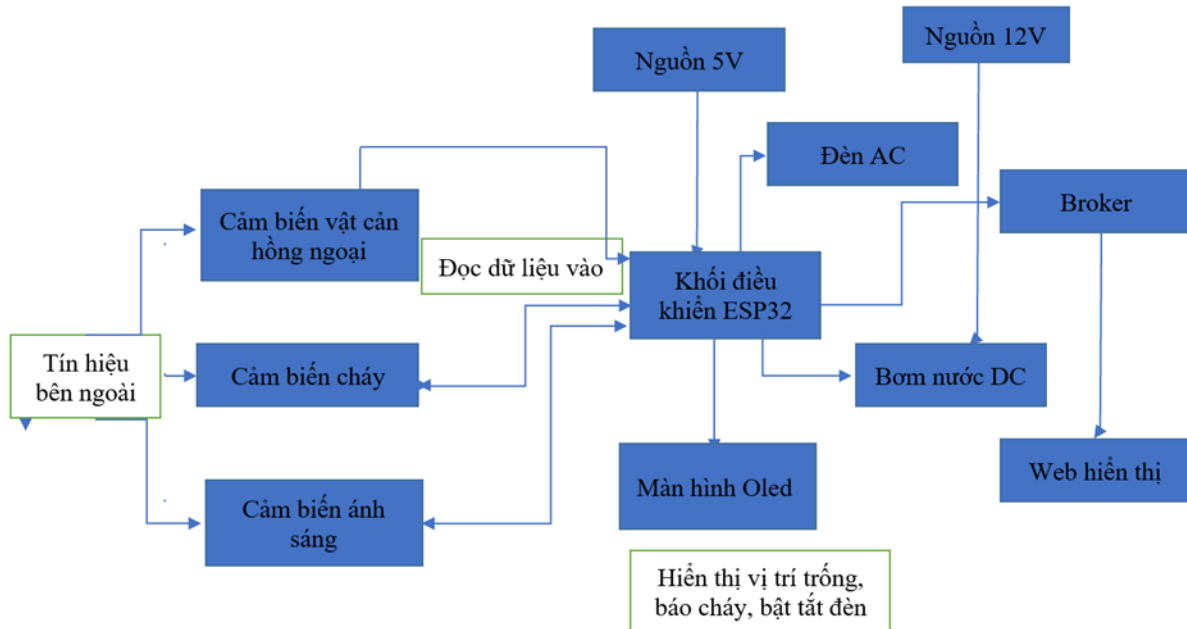 Nguồn 5V
Nguồn 12V
Đèn AC
Cảm biến vật cản
hồng ngoại
Broker
Đọc dữ liệu vào
Khối điều
khiển ESP32
Tín hiệu
bên ngoài
Cảm biến cháy
Bơm nước DC
Màn hình Oled
Web hiển thị
Cảm biến ánh
sáng
Hiển thị vị trí trống,
báo cháy, bật tắt đèn